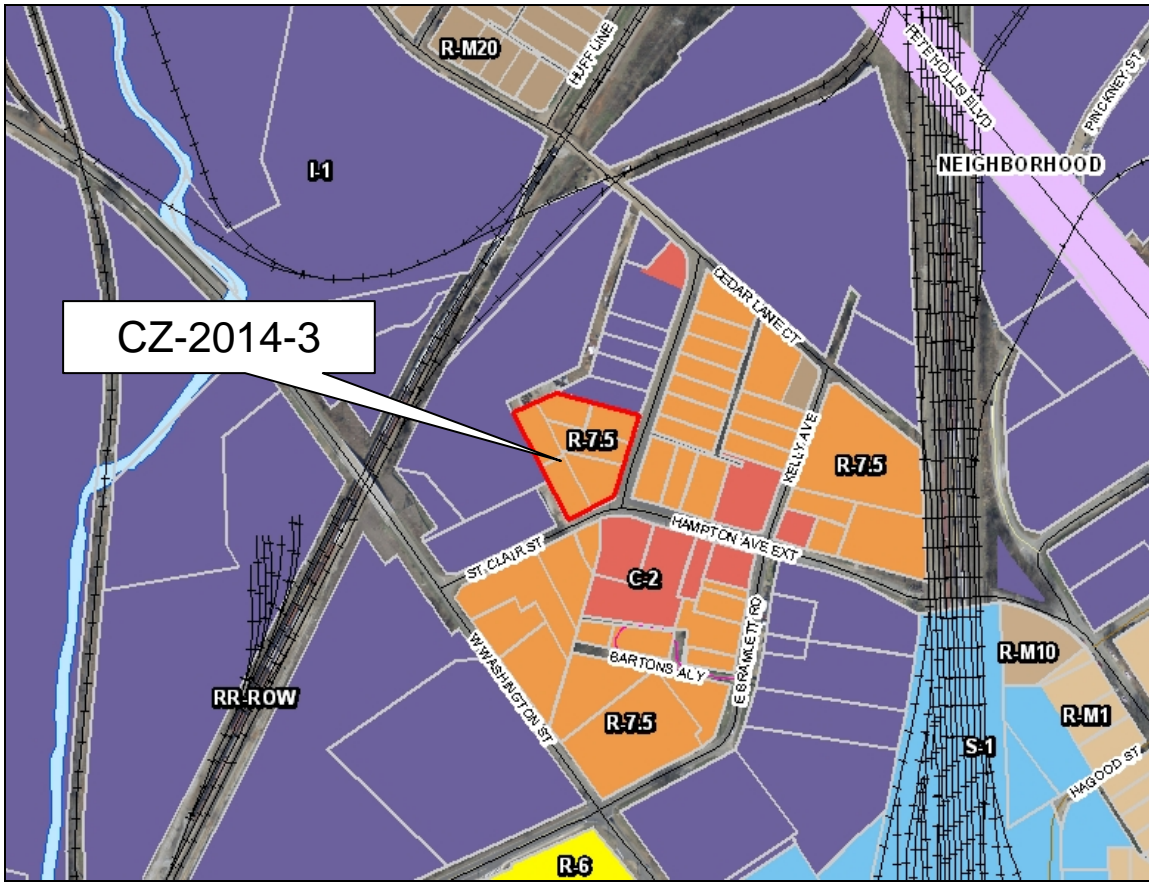 R-M20
HUFF LINE
PETE HOLLIS BLVD
PINCKNEY ST
NEIGHBORHOOD
I-1
CEDAR LANE CT
CZ-2014-3
R-7.5
KELLY AVE
R-7.5
HAMPTON AVE EXT
ST CLAIR ST
C-2
E BRAMLETT RD
BARTONS ALY
R-M10
RR-ROW
W WASHINGTON ST
R-7.5
R-M1
S-1
HAGOOD ST
R-6